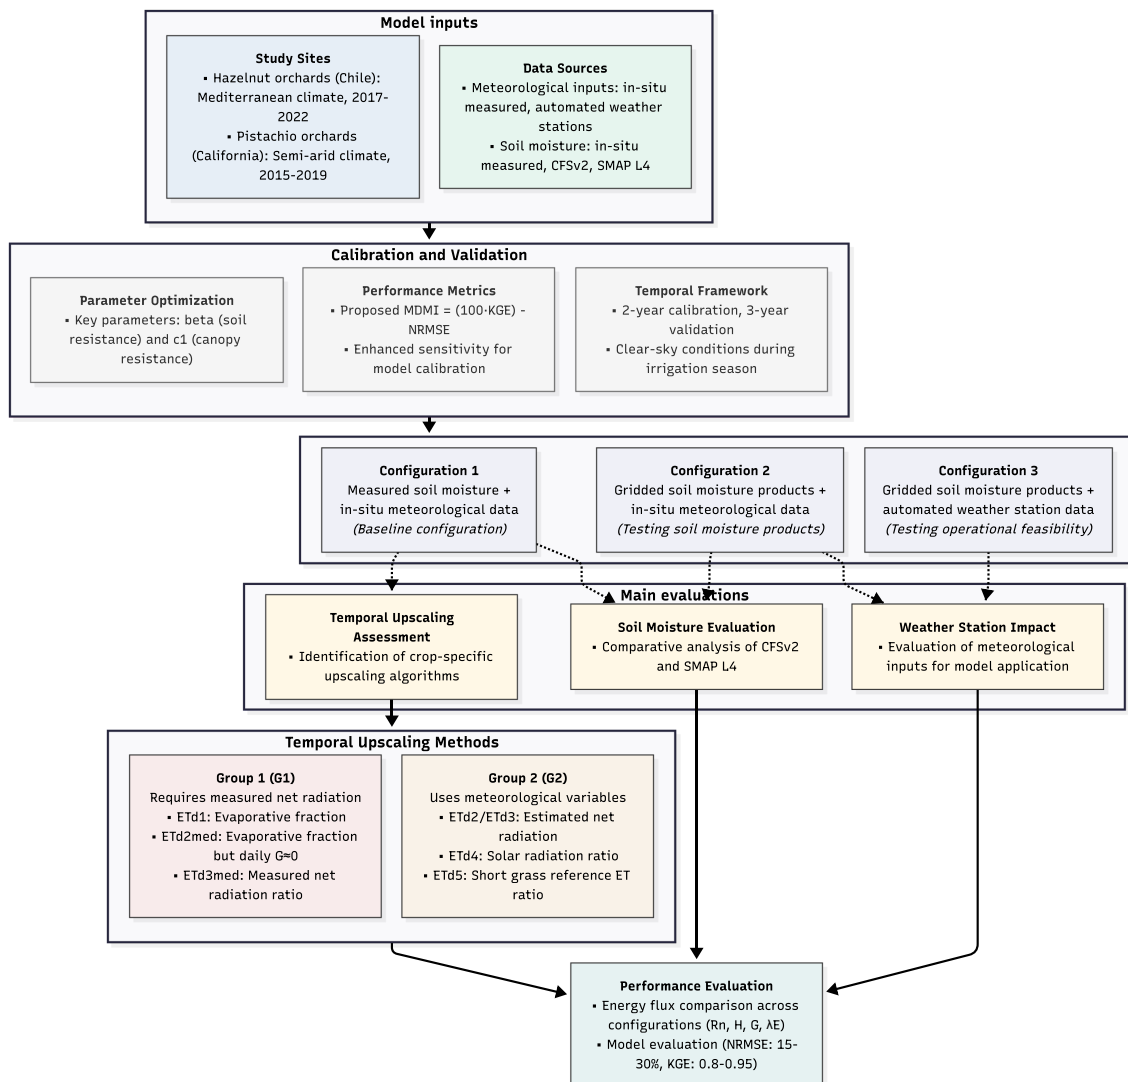 Model inputs
Study Sites
▪ Hazelnut orchards (Chile):
Mediterranean climate, 2017-
2022
▪ Pistachio orchards
(California): Semi-arid climate,
2015-2019
Data Sources
▪ Meteorological inputs: in-situ
measured, automated weather
stations
▪ Soil moisture: in-situ
measured, CFSv2, SMAP L4
Calibration and Validation
Parameter Optimization
▪ Key parameters: beta (soil
resistance) and c1 (canopy
resistance)
Performance Metrics
▪ Proposed MDMI = (100·KGE) -
NRMSE
▪ Enhanced sensitivity for
model calibration
Temporal Framework
▪ 2-year calibration, 3-year
validation
▪ Clear-sky conditions during
irrigation season
Configuration 1
Measured soil moisture +
in-situ meteorological data
(Baseline configuration)
Configuration 2
Gridded soil moisture products +
in-situ meteorological data
(Testing soil moisture products)
Configuration 3
Gridded soil moisture products +
automated weather station data
(Testing operational feasibility)
Main evaluations
Temporal Upscaling
Assessment
▪ Identification of crop-specific
upscaling algorithms
Soil Moisture Evaluation
▪ Comparative analysis of CFSv2
and SMAP L4
Weather Station Impact
▪ Evaluation of meteorological
inputs for model application
Temporal Upscaling Methods
Group 1 (G1)
Requires measured net radiation
▪ ETd1: Evaporative fraction
▪ ETd2med: Evaporative fraction
but daily G≈0
▪ ETd3med: Measured net
radiation ratio
Group 2 (G2)
Uses meteorological variables
▪ ETd2/ETd3: Estimated net
radiation
▪ ETd4: Solar radiation ratio
▪ ETd5: Short grass reference ET
ratio
Performance Evaluation
▪ Energy flux comparison across
configurations (Rn, H, G, λE)
▪ Model evaluation (NRMSE: 15-
30%, KGE: 0.8-0.95)